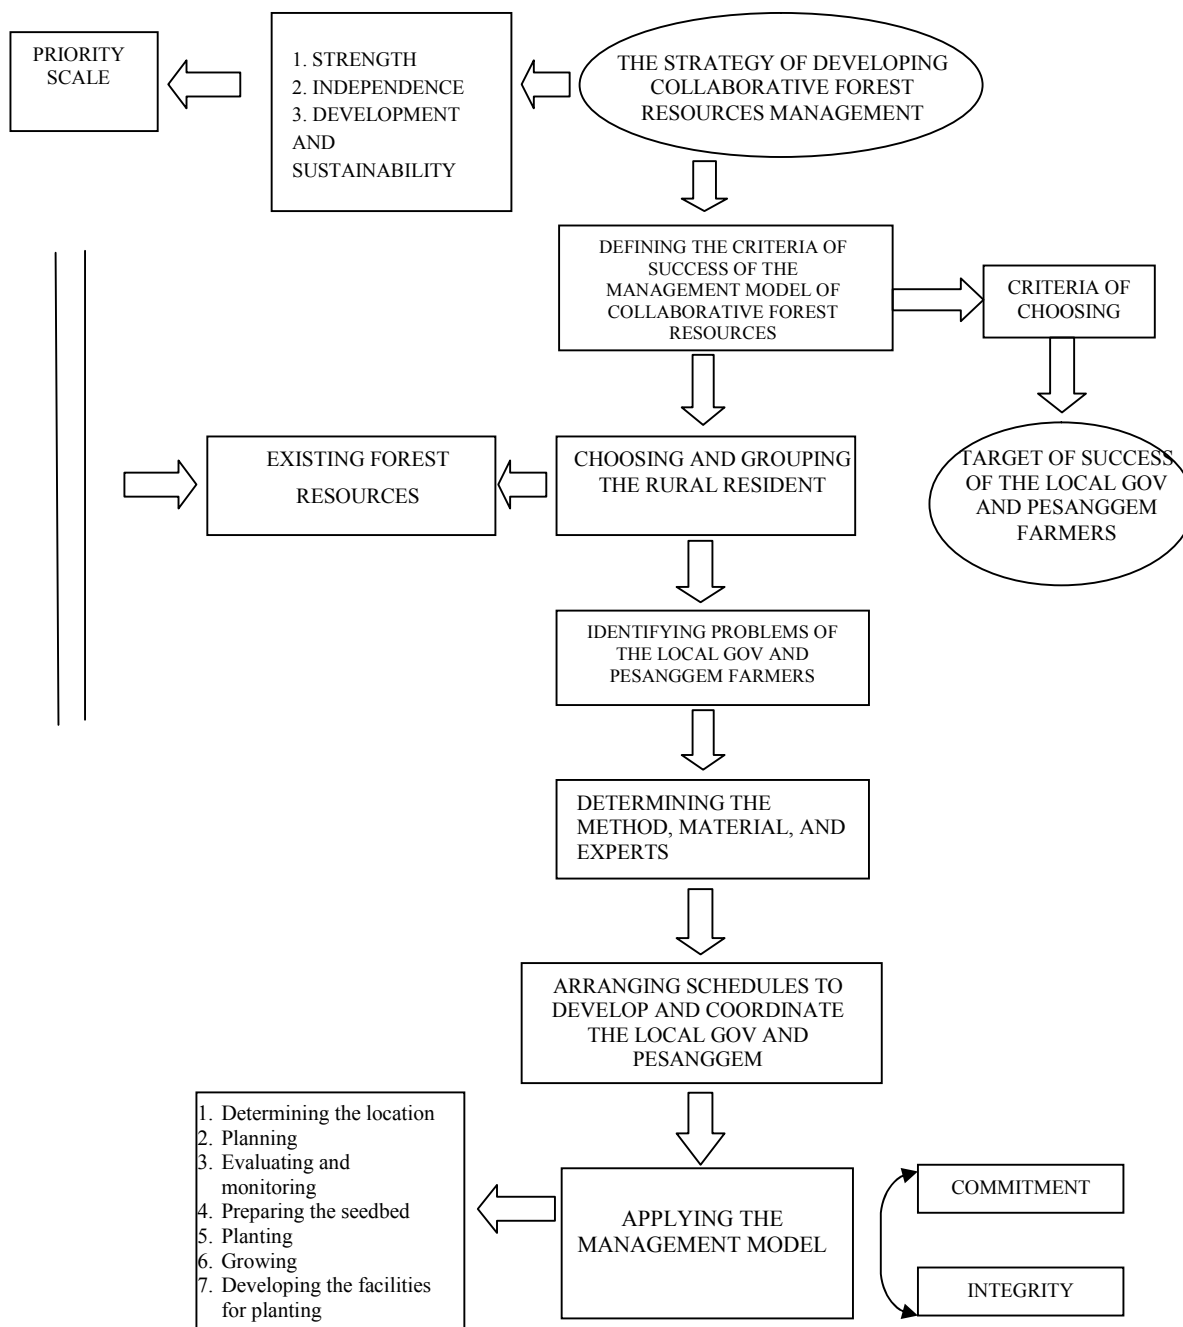 PRIORITY
SCALE
1. STRENGTH
2. INDEPENDENCE
3. DEVELOPMENT
AND
SUSTAINABILITY
THE STRATEGY OF DEVELOPING
COLLABORATIVE FOREST
RESOURCES MANAGEMENT
DEFINING THE CRITERIA OF
SUCCESS OF THE
MANAGEMENT MODEL OF
COLLABORATIVE FOREST
RESOURCES
CRITERIA OF
CHOOSING
EXISTING FOREST
RESOURCES
CHOOSING AND GROUPING
THE RURAL RESIDENT
TARGET OF SUCCESS
OF THE LOCAL GOV
AND PESANGGEM
FARMERS
IDENTIFYING PROBLEMS OF
THE LOCAL GOV AND
PESANGGEM FARMERS
DETERMINING THE
METHOD, MATERIAL, AND
EXPERTS
ARRANGING SCHEDULES TO
DEVELOP AND COORDINATE
THE LOCAL GOV AND
PESANGGEM
1. Determining the location
2. Planning
3. Evaluating and
monitoring
4. Preparing the seedbed
5. Planting
6. Growing
7. Developing the facilities
for planting
APPLYING THE
MANAGEMENT MODEL
COMMITMENT
INTEGRITY